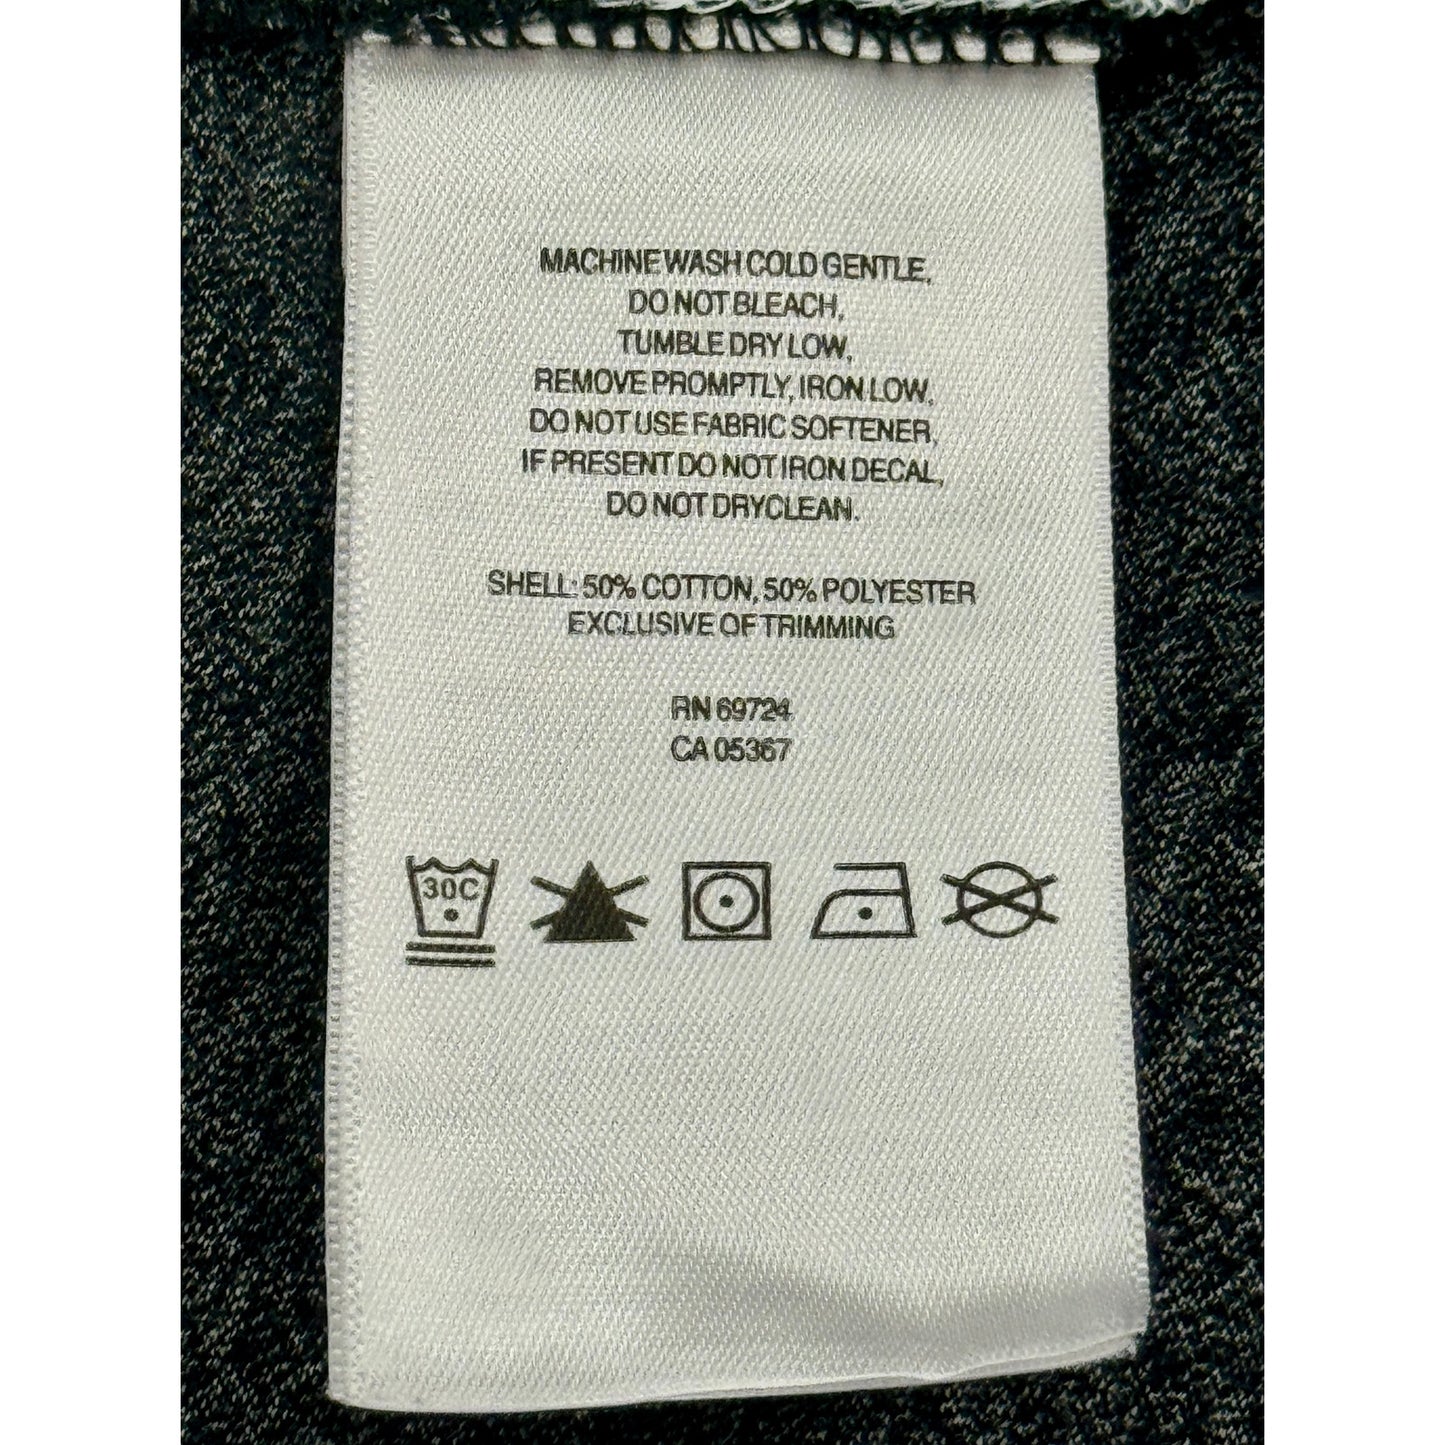 MACHINE WASH COLD GENTLE,
DO NOT BLEACH,
TUMBLE DRY LOW,
REMOVE PROMPTLY, IRON LOW,
DO NOT USE FABRIC SOFTENER,
IF PRESENT DO NOT IRON DECAL,
DO NOT DRYCLEAN.
SHELL: 50% COTTON, 50% POLYESTER
EXCLUSIVE OF TRIMMING
RN 69724
CA 05367
30C